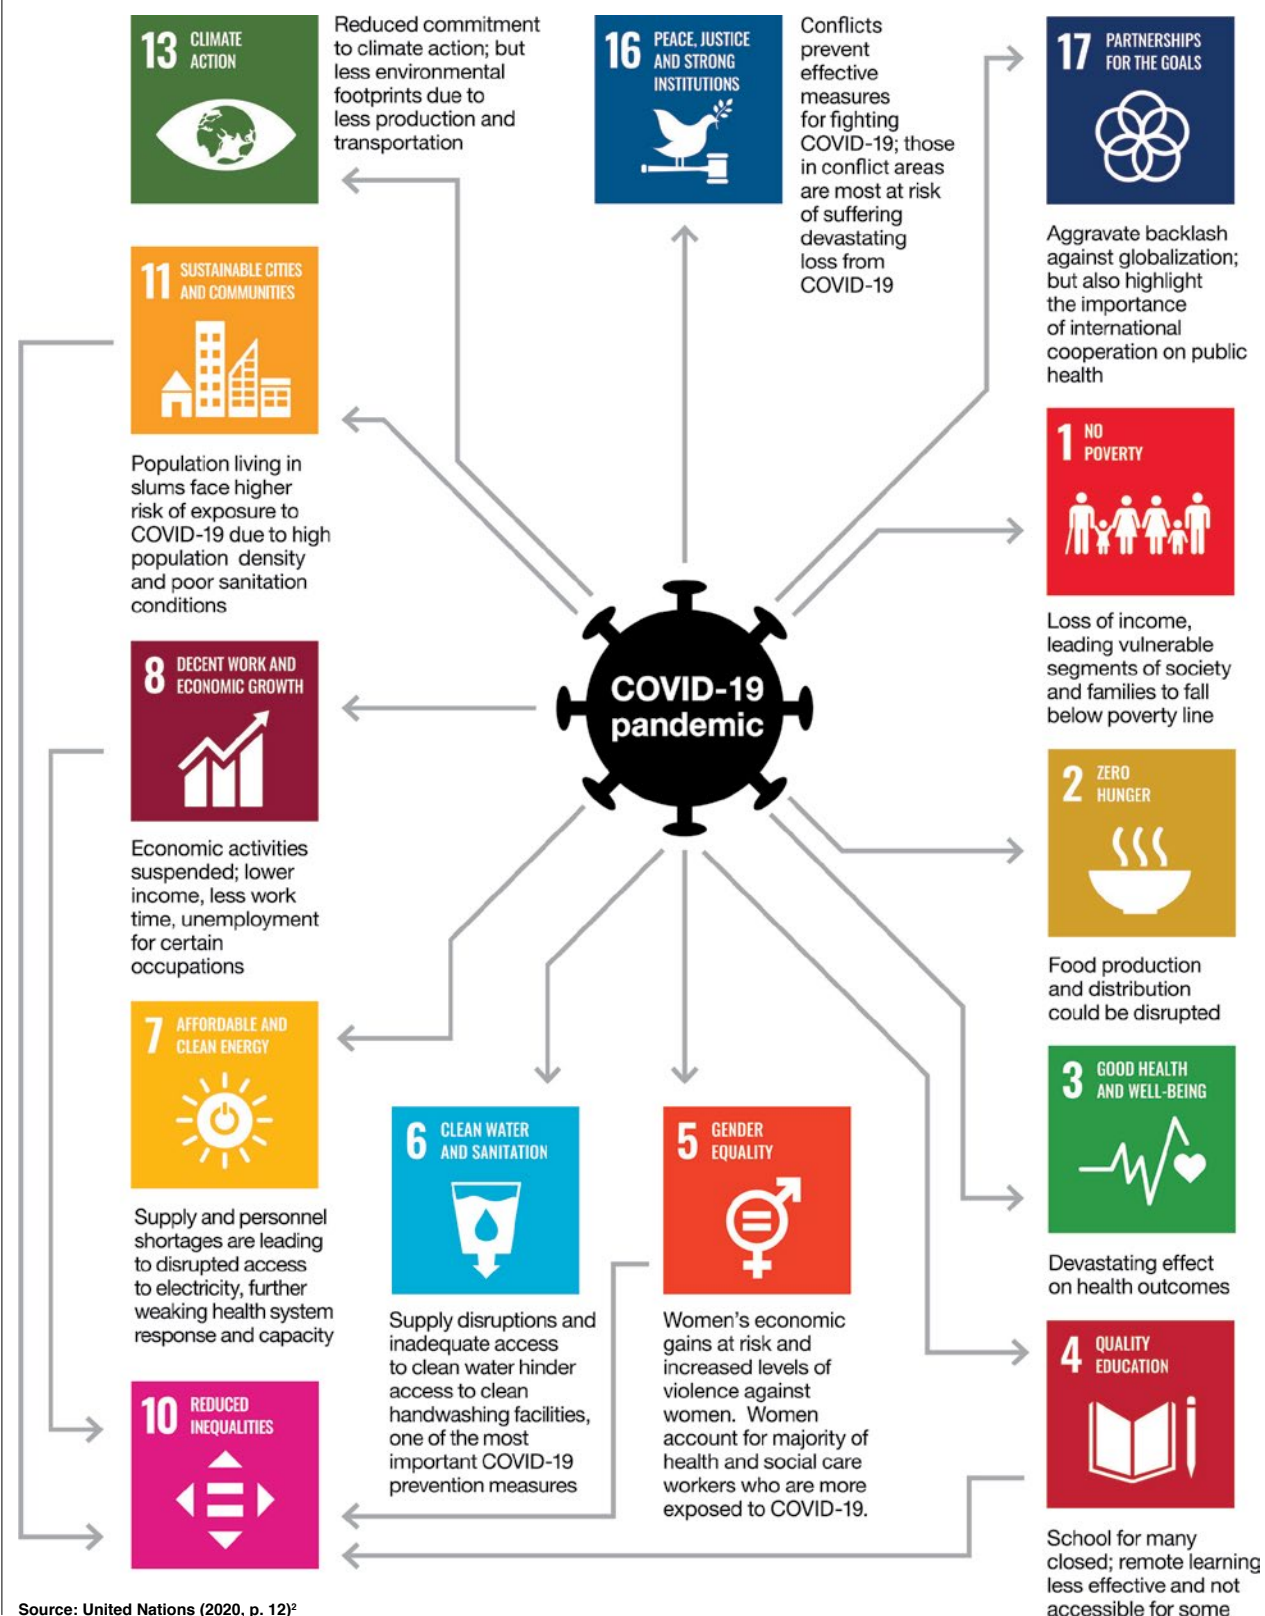 13 CLIMATE
ACTION
Reduced commitment
to climate action; but
less environmental
footprints due to
less production and
transportation
16 PEACE, JUSTICE
AND STRONG
INSTITUTIONS
Conflicts
prevent
effective
measures
for fighting
COVID-19; those
in conflict areas
are most at risk
of suffering
devastating
loss from
COVID-19
17 PARTNERSHIPS
FOR THE GOALS
Aggravate backlash
against globalization;
but also highlight
the importance
of international
cooperation on public
health
11 SUSTAINABLE CITIES
AND COMMUNITIES
Population living in
slums face higher
risk of exposure to
COVID-19 due to high
population density
and poor sanitation
conditions
1 NO
POVERTY
Loss of income,
leading vulnerable
segments of society
and families to fall
below poverty line
COVID-19
pandemic
8 DECENT WORK AND
ECONOMIC GROWTH
Economic activities
suspended; lower
income, less work
time, unemployment
for certain
occupations
2 ZERO
HUNGER
Food production
and distribution
could be disrupted
7 AFFORDABLE AND
CLEAN ENERGY
Supply and personnel
shortages are leading
to disrupted access
to electricity, further
weaking health system
response and capacity
6 CLEAN WATER
AND SANITATION
Supply disruptions and
inadequate access
to clean water hinder
access to clean
handwashing facilities,
one of the most
important COVID-19
prevention measures
5 GENDER
EQUALITY
Women's economic
gains at risk and
increased levels of
violence against
women. Women
account for majority of
health and social care
workers who are more
exposed to COVID-19.
3 GOOD HEALTH
AND WELL-BEING
Devastating effect
on health outcomes
4 QUALITY
EDUCATION
School for many
closed; remote learning
less effective and not
accessible for some
10 REDUCED
INEQUALITIES
Source: United Nations (2020, p. 12)²